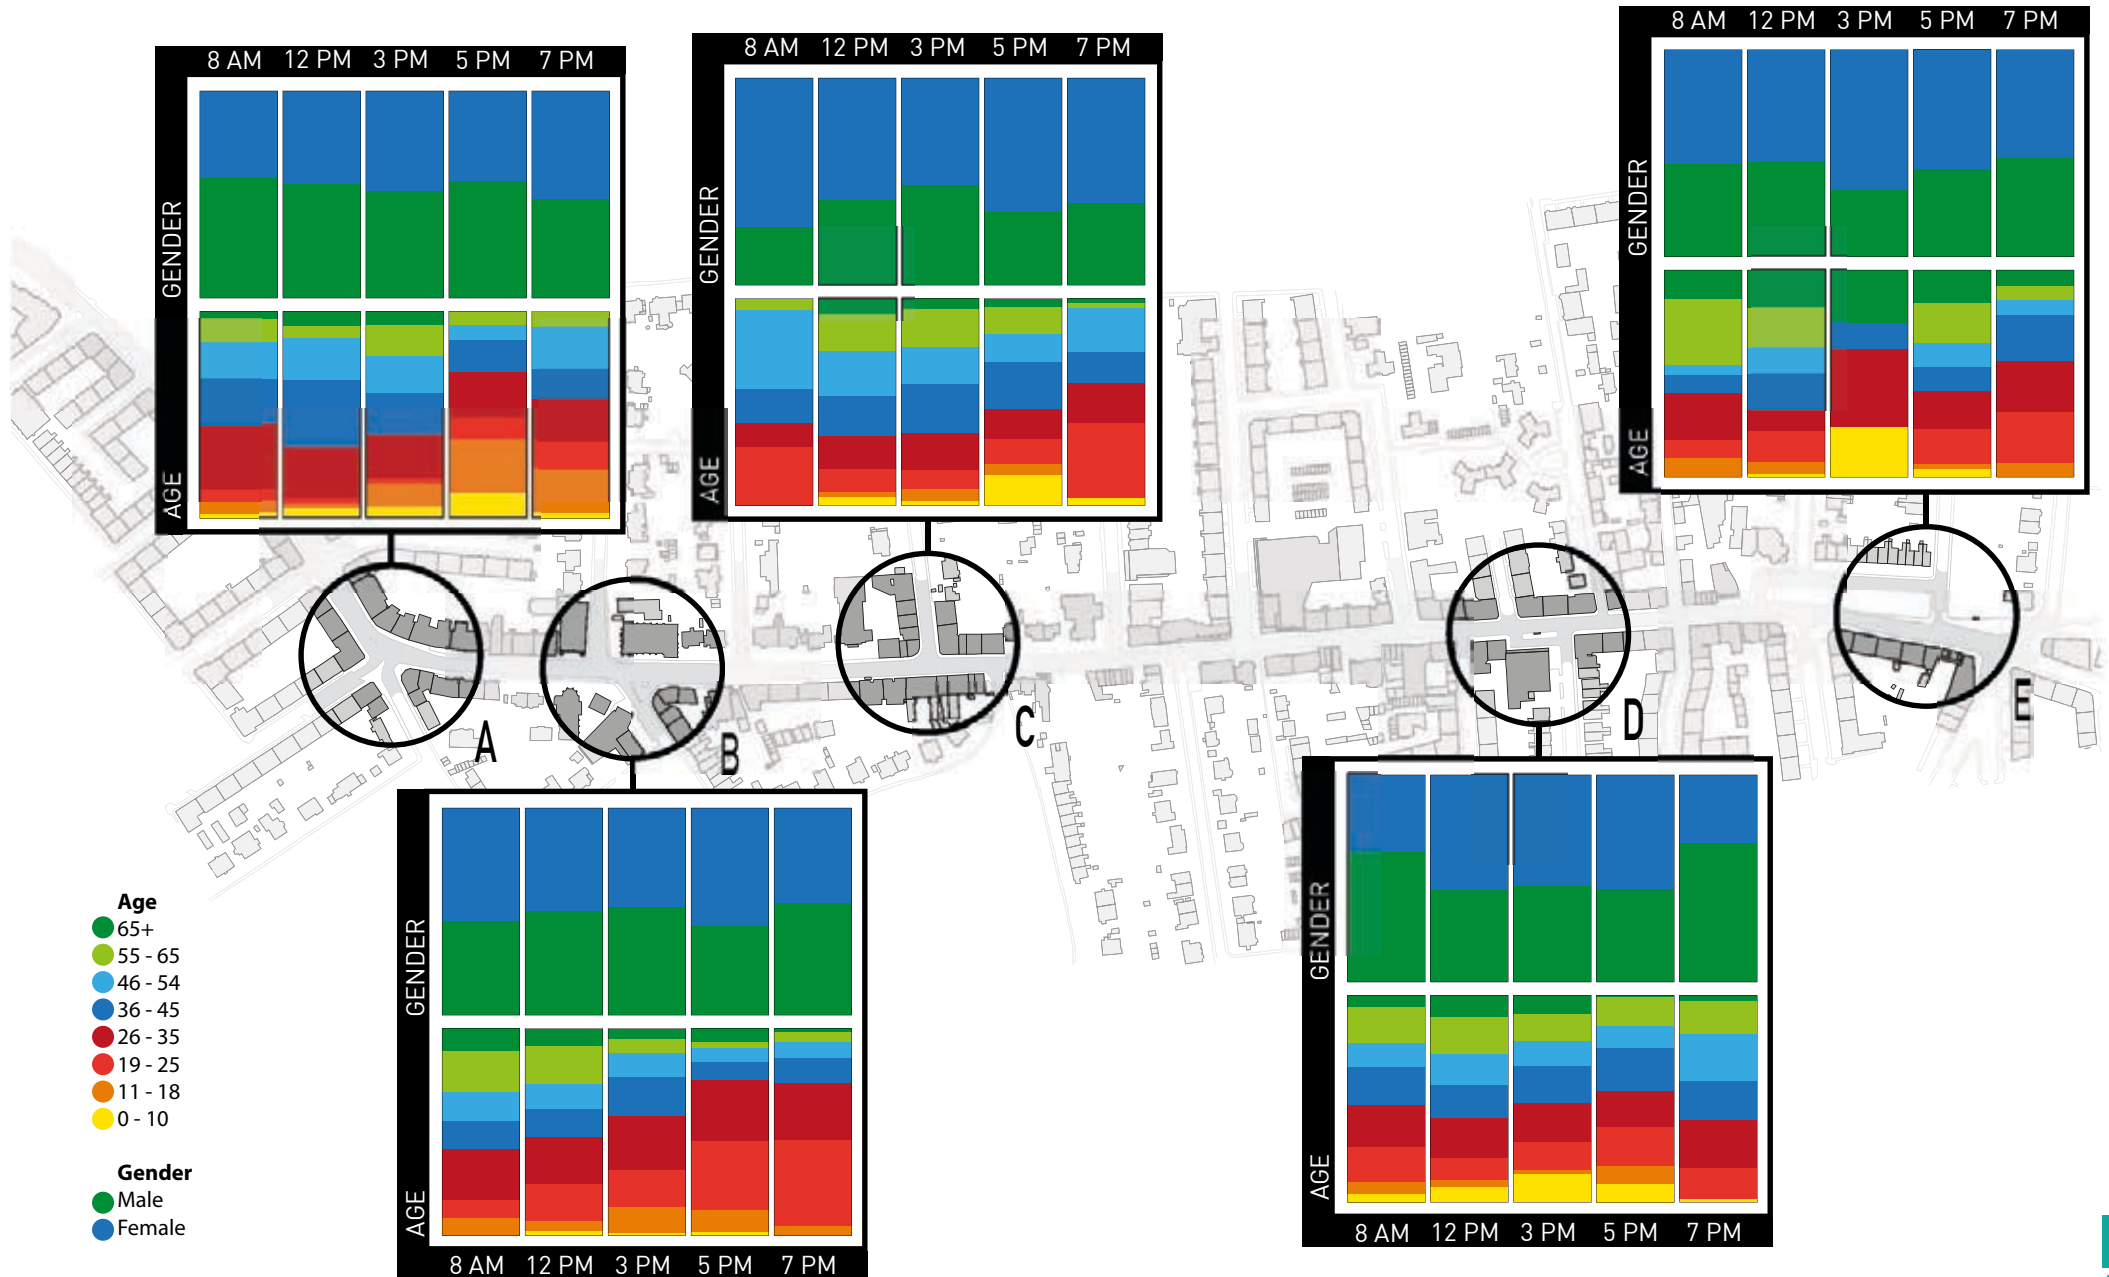 8 AM 12 PM 3 PM 5 PM 7 PM
GENDER
AGE
8 AM 12 PM 3 PM 5 PM 7 PM
GENDER
AGE
8 AM 12 PM 3 PM 5 PM 7 PM
GENDER
AGE
A
B
C
D
E
GENDER
AGE
8 AM 12 PM 3 PM 5 PM 7 PM
GENDER
AGE
8 AM 12 PM 3 PM 5 PM 7 PM
Age
65+
55 - 65
46 - 54
36 - 45
26 - 35
19 - 25
11 - 18
0 - 10
Gender
Male
Female